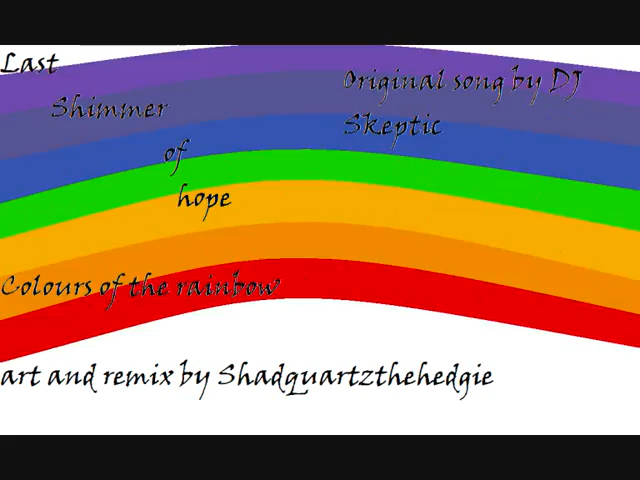 Last
Shimmer
of
hope
Original song by DJ
Skeptic
Colours of the rainbow
art and remix by Shadquartzthehedgie